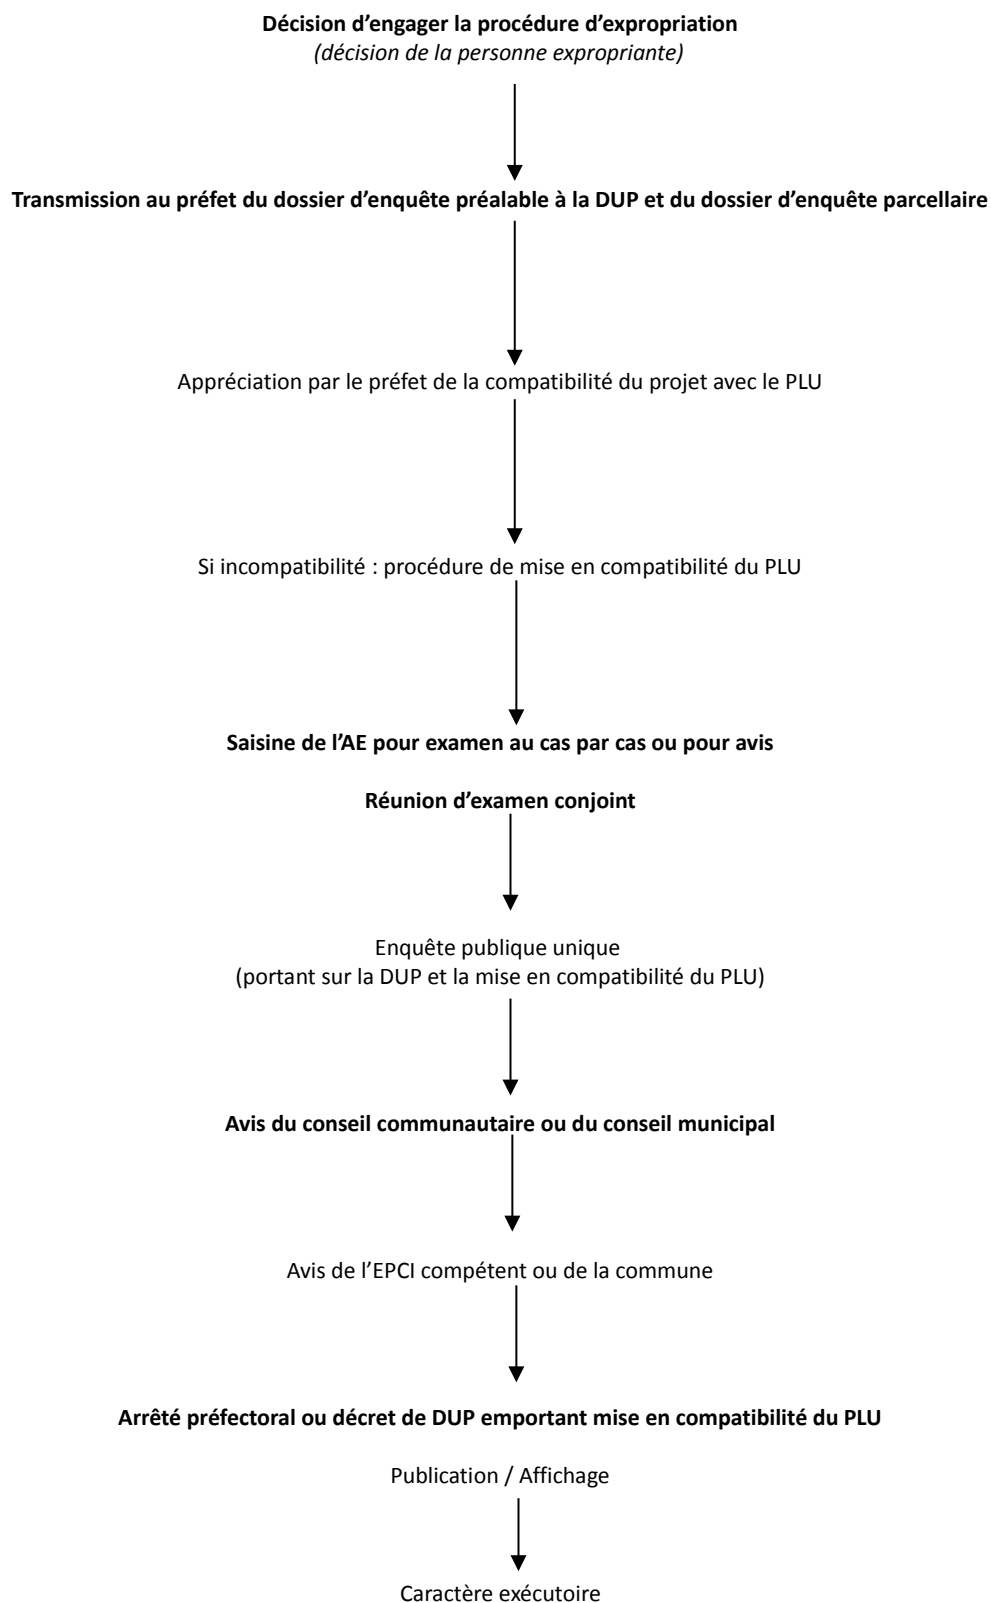 Décision d’engager la procédure d’expropriation
(décision de la personne expropriante)
Transmission au préfet du dossier d’enquête préalable à la DUP et du dossier d’enquête parcellaire
Appréciation par le préfet de la compatibilité du projet avec le PLU
Si incompatibilité : procédure de mise en compatibilité du PLU
Saisine de l’AE pour examen au cas par cas ou pour avis
Réunion d’examen conjoint
Enquête publique unique
(portant sur la DUP et la mise en compatibilité du PLU)
Avis du conseil communautaire ou du conseil municipal
Avis de l’EPCI compétent ou de la commune
Arrêté préfectoral ou décret de DUP emportant mise en compatibilité du PLU
Publication / Affichage
Caractère exécutoire